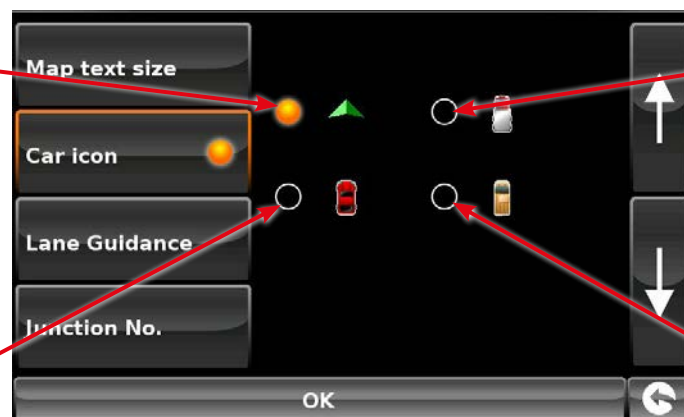 Map text size
Car icon
Lane Guidance
Junction No.
OK